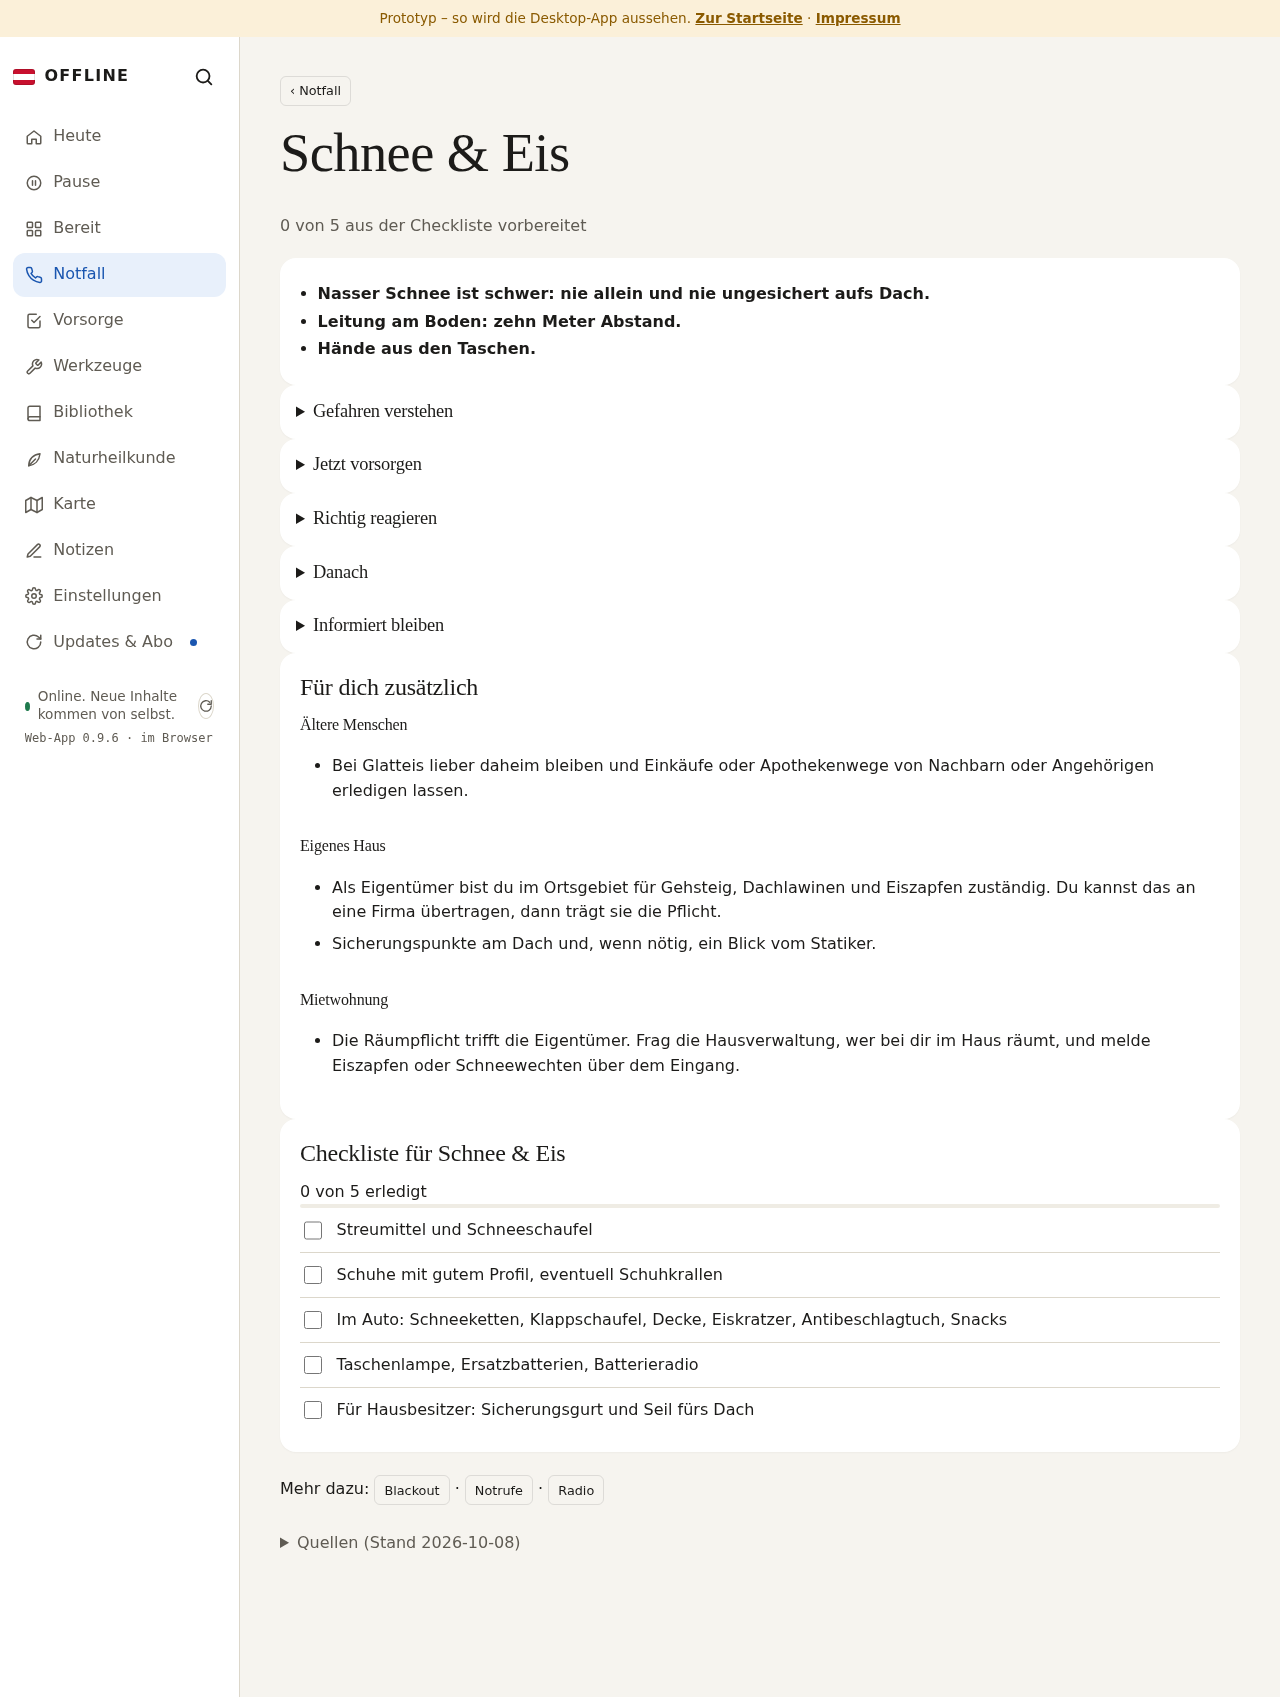 Prototyp – so wird die Desktop-App aussehen. Zur Startseite · Impressum
OFFLINE
Heute
Pause
Bereit
Notfall
Vorsorge
Werkzeuge
Bibliothek
Naturheilkunde
Karte
Notizen
Einstellungen
Updates & Abo
Online. Neue Inhalte
kommen von selbst.
Web-App 0.9.6 · im Browser
‹ Notfall
Schnee & Eis
0 von 5 aus der Checkliste vorbereitet
• Nasser Schnee ist schwer: nie allein und nie ungesichert aufs Dach.
• Leitung am Boden: zehn Meter Abstand.
• Hände aus den Taschen.
Gefahren verstehen
Jetzt vorsorgen
Richtig reagieren
Danach
Informiert bleiben
Für dich zusätzlich
Ältere Menschen
• Bei Glatteis lieber daheim bleiben und Einkäufe oder Apothekenwege von Nachbarn oder Angehörigen
erledigen lassen.
Eigenes Haus
• Als Eigentümer bist du im Ortsgebiet für Gehsteig, Dachlawinen und Eiszapfen zuständig. Du kannst das an
eine Firma übertragen, dann trägt sie die Pflicht.
• Sicherungspunkte am Dach und, wenn nötig, ein Blick vom Statiker.
Mietwohnung
• Die Räumpflicht trifft die Eigentümer. Frag die Hausverwaltung, wer bei dir im Haus räumt, und melde
Eiszapfen oder Schneewechten über dem Eingang.
Checkliste für Schnee & Eis
0 von 5 erledigt
Streumittel und Schneeschaufel
Schuhe mit gutem Profil, eventuell Schuhkrallen
Im Auto: Schneeketten, Klappschaufel, Decke, Eiskratzer, Antibeschlagtuch, Snacks
Taschenlampe, Ersatzbatterien, Batterieradio
Für Hausbesitzer: Sicherungsgurt und Seil fürs Dach
Mehr dazu: Blackout · Notrufe · Radio
Quellen (Stand 2026-10-08)